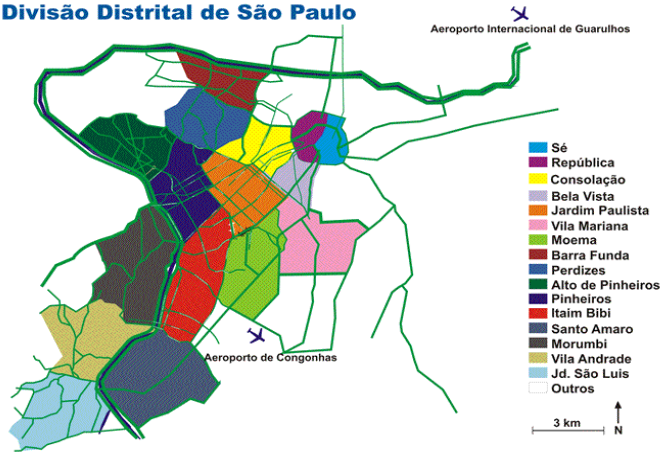 Divisão Distrital de São Paulo
Aeroporto Internacional de Guarulhos
Sé
República
Consolação
Bela Vista
Jardim Paulista
Vila Mariana
Moema
Barra Funda
Perdizes
Alto de Pinheiros
Pinheiros
Itaim Bibi
Santo Amaro
Morumbi
Vila Andrade
Jd. São Luis
Outros
Aeroporto de Congonhas
3 km
N